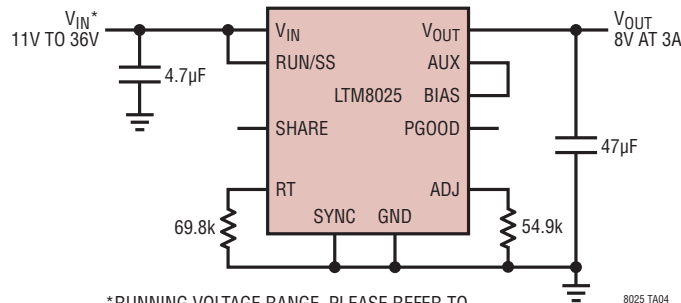 VIN*
11V TO 36V
VOUT
8V AT 3A
VIN
VOUT
RUN/SS
AUX
4.7µF
LTM8025
BIAS
SHARE
PGOOD
47µF
RT
ADJ
69.8k
SYNC
GND
54.9k
*RUNNING VOLTAGE RANGE. PLEASE REFER TO
8025 TA04